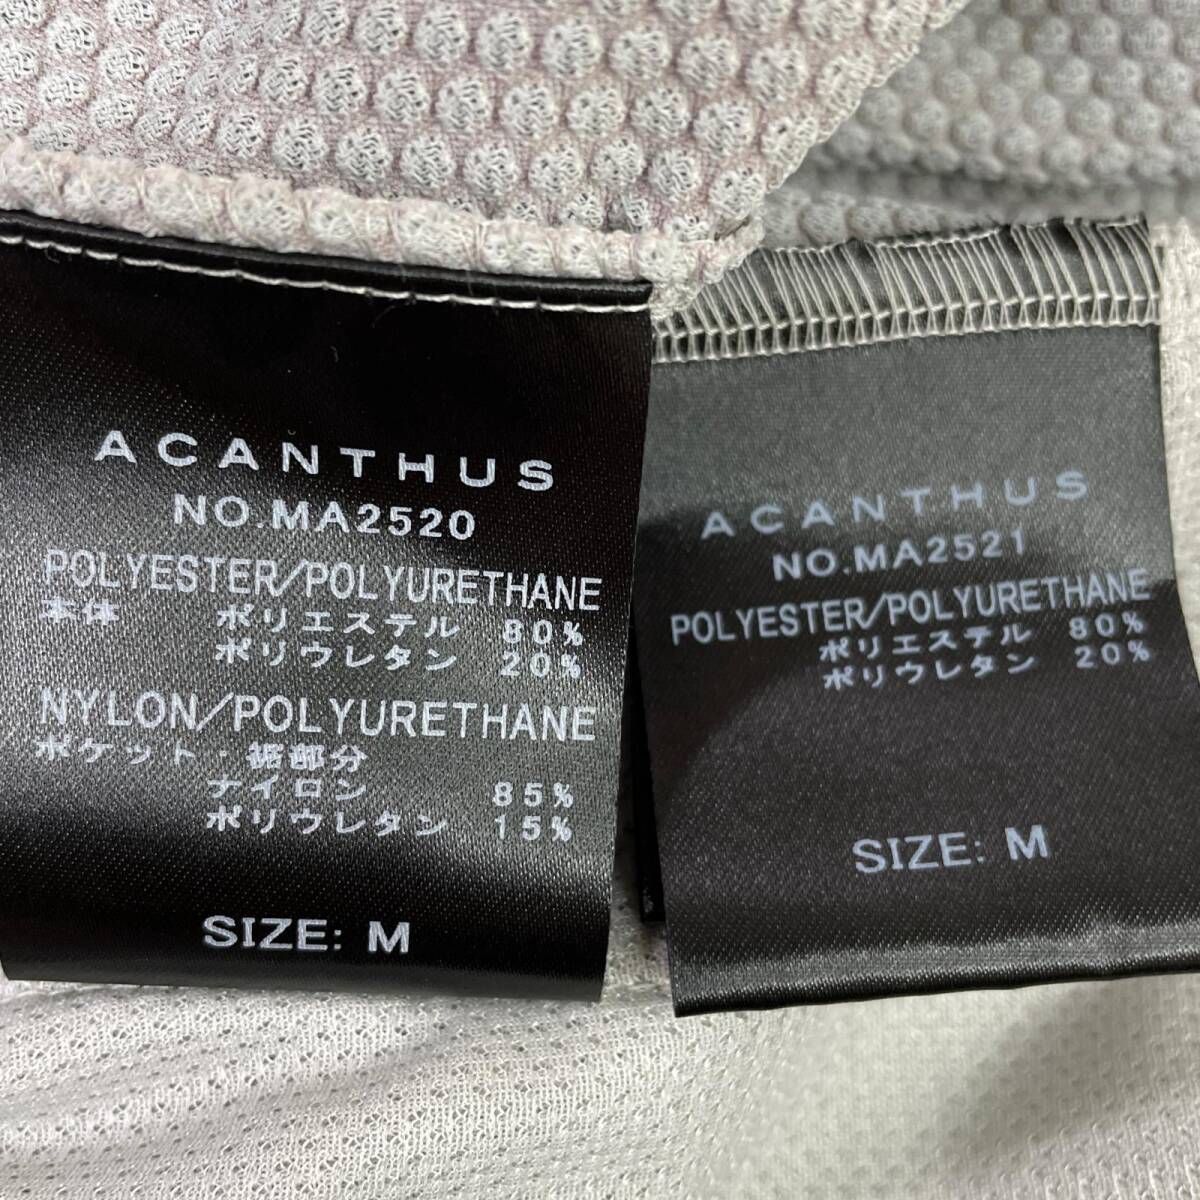 ACANTHUS
NO.MA2520
POLYESTER/POLYURETHANE
本体 ポリエステル 80%
ポリウレタン 20%
NYLON/POLYURETHANE
ポケット・裾部分
ナイロン 85%
ポリウレタン 15%
SIZE: M
ACANTHUS
NO.MA2521
POLYESTER/POLYURETHANE
ポリエステル 80%
ポリウレタン 20%
SIZE: M